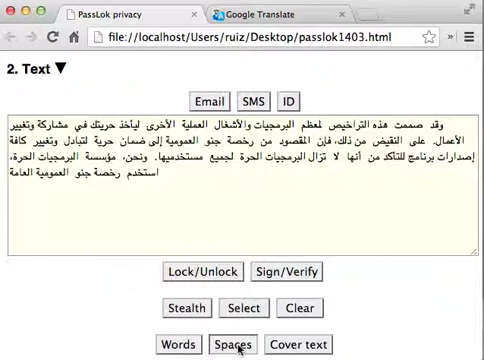 PassLok privacy
Google Translate
file://localhost/Users/ruiz/Desktop/passlok1403.html
2. Text ▼
Email SMS ID
وقد صممت هذه التراخيص لمعظم البرمجيات والأشغال العملية الأخرى ليأخذ حريتك في مشاركة وتغيير
الأعمال. على النقيض من ذلك، فإن المقصود من رخصة جنو العمومية إلى ضمان حرية لتبادل وتغيير كافة
إصدارات برنامج للتأكد من أنها لا تزال البرمجيات الحرة لجميع مستخدميها. ونحن، مؤسسة البرمجيات الحرة،
استخدم رخصة جنو العمومية العامة
Lock/Unlock Sign/Verify
Stealth Select Clear
Words Spaces Cover text